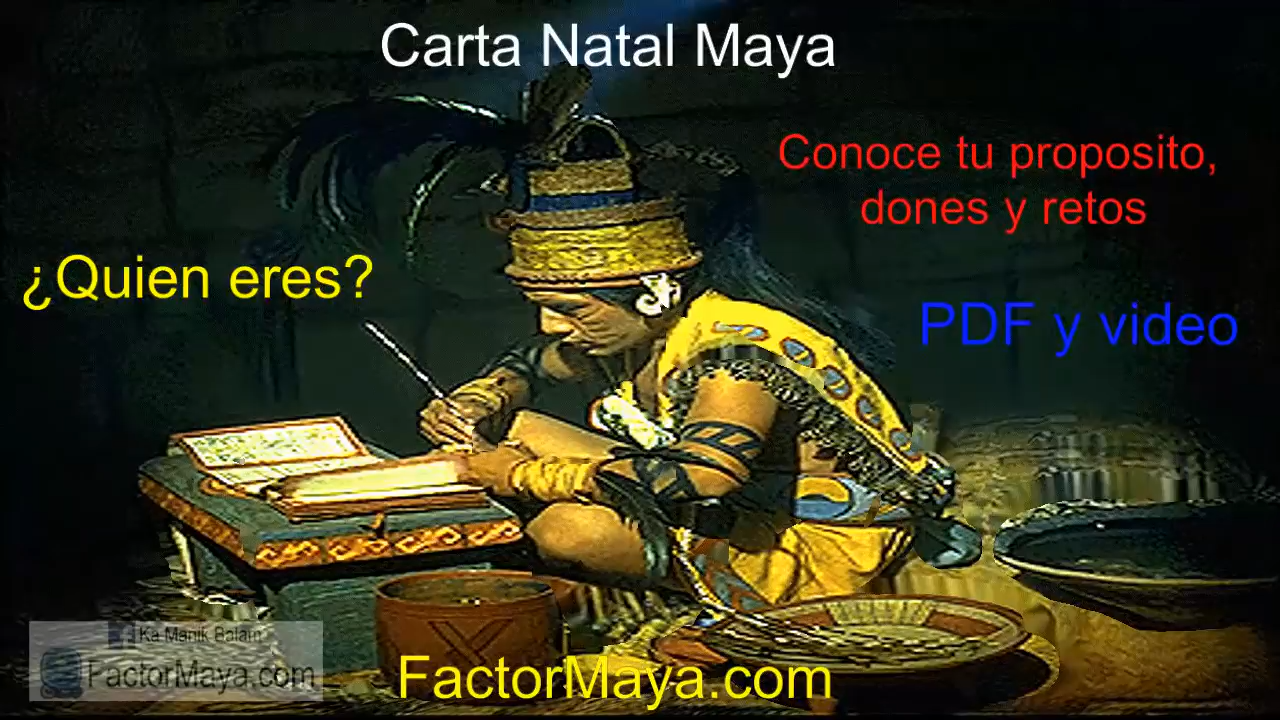 Carta Natal Maya
Conoce tu proposito,
dones y retos
¿Quien eres?
PDF y video
Ka Manik Balam
FactorMaya.com
FactorMaya.com